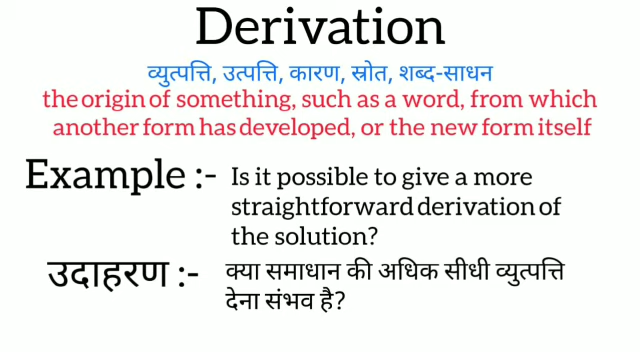 Derivation
व्युत्पत्ति, उत्पत्ति, कारण, स्रोत, शब्द-साधन
the origin of something, such as a word, from which
another form has developed, or the new form itself
Example :- Is it possible to give a more
straightforward derivation of
the solution?
उदाहरण :- क्या समाधान की अधिक सीधी व्युत्पत्ति
देना संभव है?